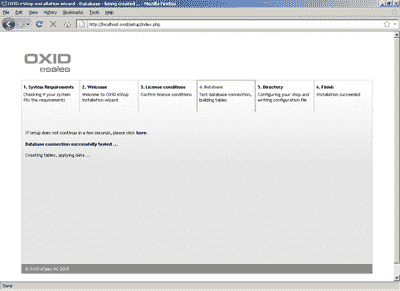 OXID eShop installation wizard - Database - being created ... - Mozilla Firefox
File Edit View History Bookmarks Tools Help
http://localhost.oxid/setup/index.php
OXID
esales
1. System Requirements
Checking if your system
fits the requirements
2. Welcome
Welcome to OXID eShop
installation wizard
3. License conditions
Confirm license conditions
4. Database
Test database connection,
building tables
5. Directory
Configuring your shop and
writing configuration file
6. Finish
Installation succeeded
If setup does not continue in a few seconds, please click here.
Database connection successfully tested ...
Creating tables, applying data ...
© OXID eSales AG 2008
Done